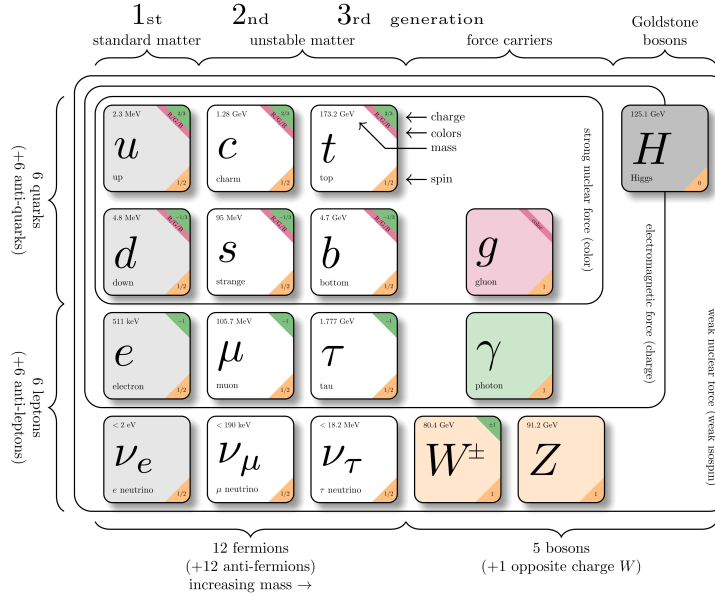 1st 2nd 3rd generation
Goldstone
bosons
standard matter unstable matter force carriers
6 quarks
(+6 anti-quarks)
6 leptons
(+6 anti-leptons)
2.3 MeV 2/3
R/G/B
u
up 1/2
1.28 GeV 2/3
R/G/B
c
charm 1/2
173.2 GeV 2/3
R/G/B
t
top 1/2
charge
colors
mass
spin
125.1 GeV
H
Higgs 0
4.8 MeV −1/3
R/G/B
d
down 1/2
95 MeV −1/3
R/G/B
s
strange 1/2
4.7 GeV −1/3
R/G/B
b
bottom 1/2
color
g
gluon 1
strong nuclear force (color)
electromagnetic force (charge)
weak nuclear force (weak isospin)
511 keV −1
e
electron 1/2
105.7 MeV −1
μ
muon 1/2
1.777 GeV −1
τ
tau 1/2
γ
photon 1
< 2 eV
νe
e neutrino 1/2
< 190 keV
νμ
μ neutrino 1/2
< 18.2 MeV
ντ
τ neutrino 1/2
80.4 GeV ±1
W±
1
91.2 GeV
Z
1
12 fermions
(+12 anti-fermions)
increasing mass →
5 bosons
(+1 opposite charge W)